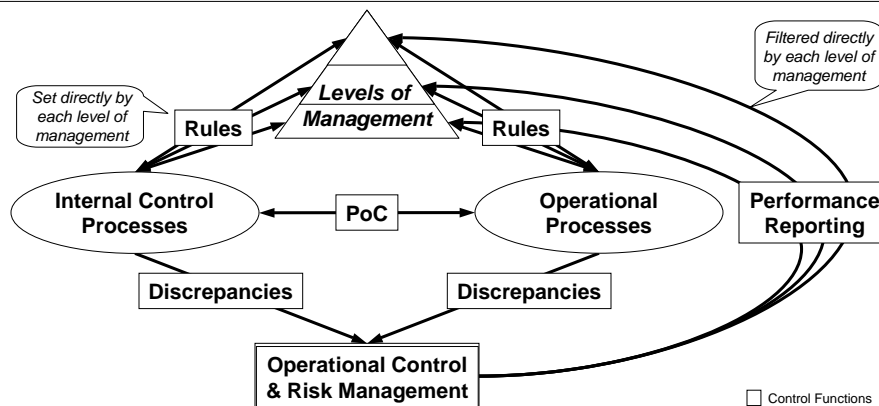 Filtered directly
by each level of
management
Set directly by
each level of
management
Levels of
Management
Rules
Rules
Internal Control
Processes
PoC
Operational
Processes
Performance
Reporting
Discrepancies
Discrepancies
Operational Control
& Risk Management
Control Functions